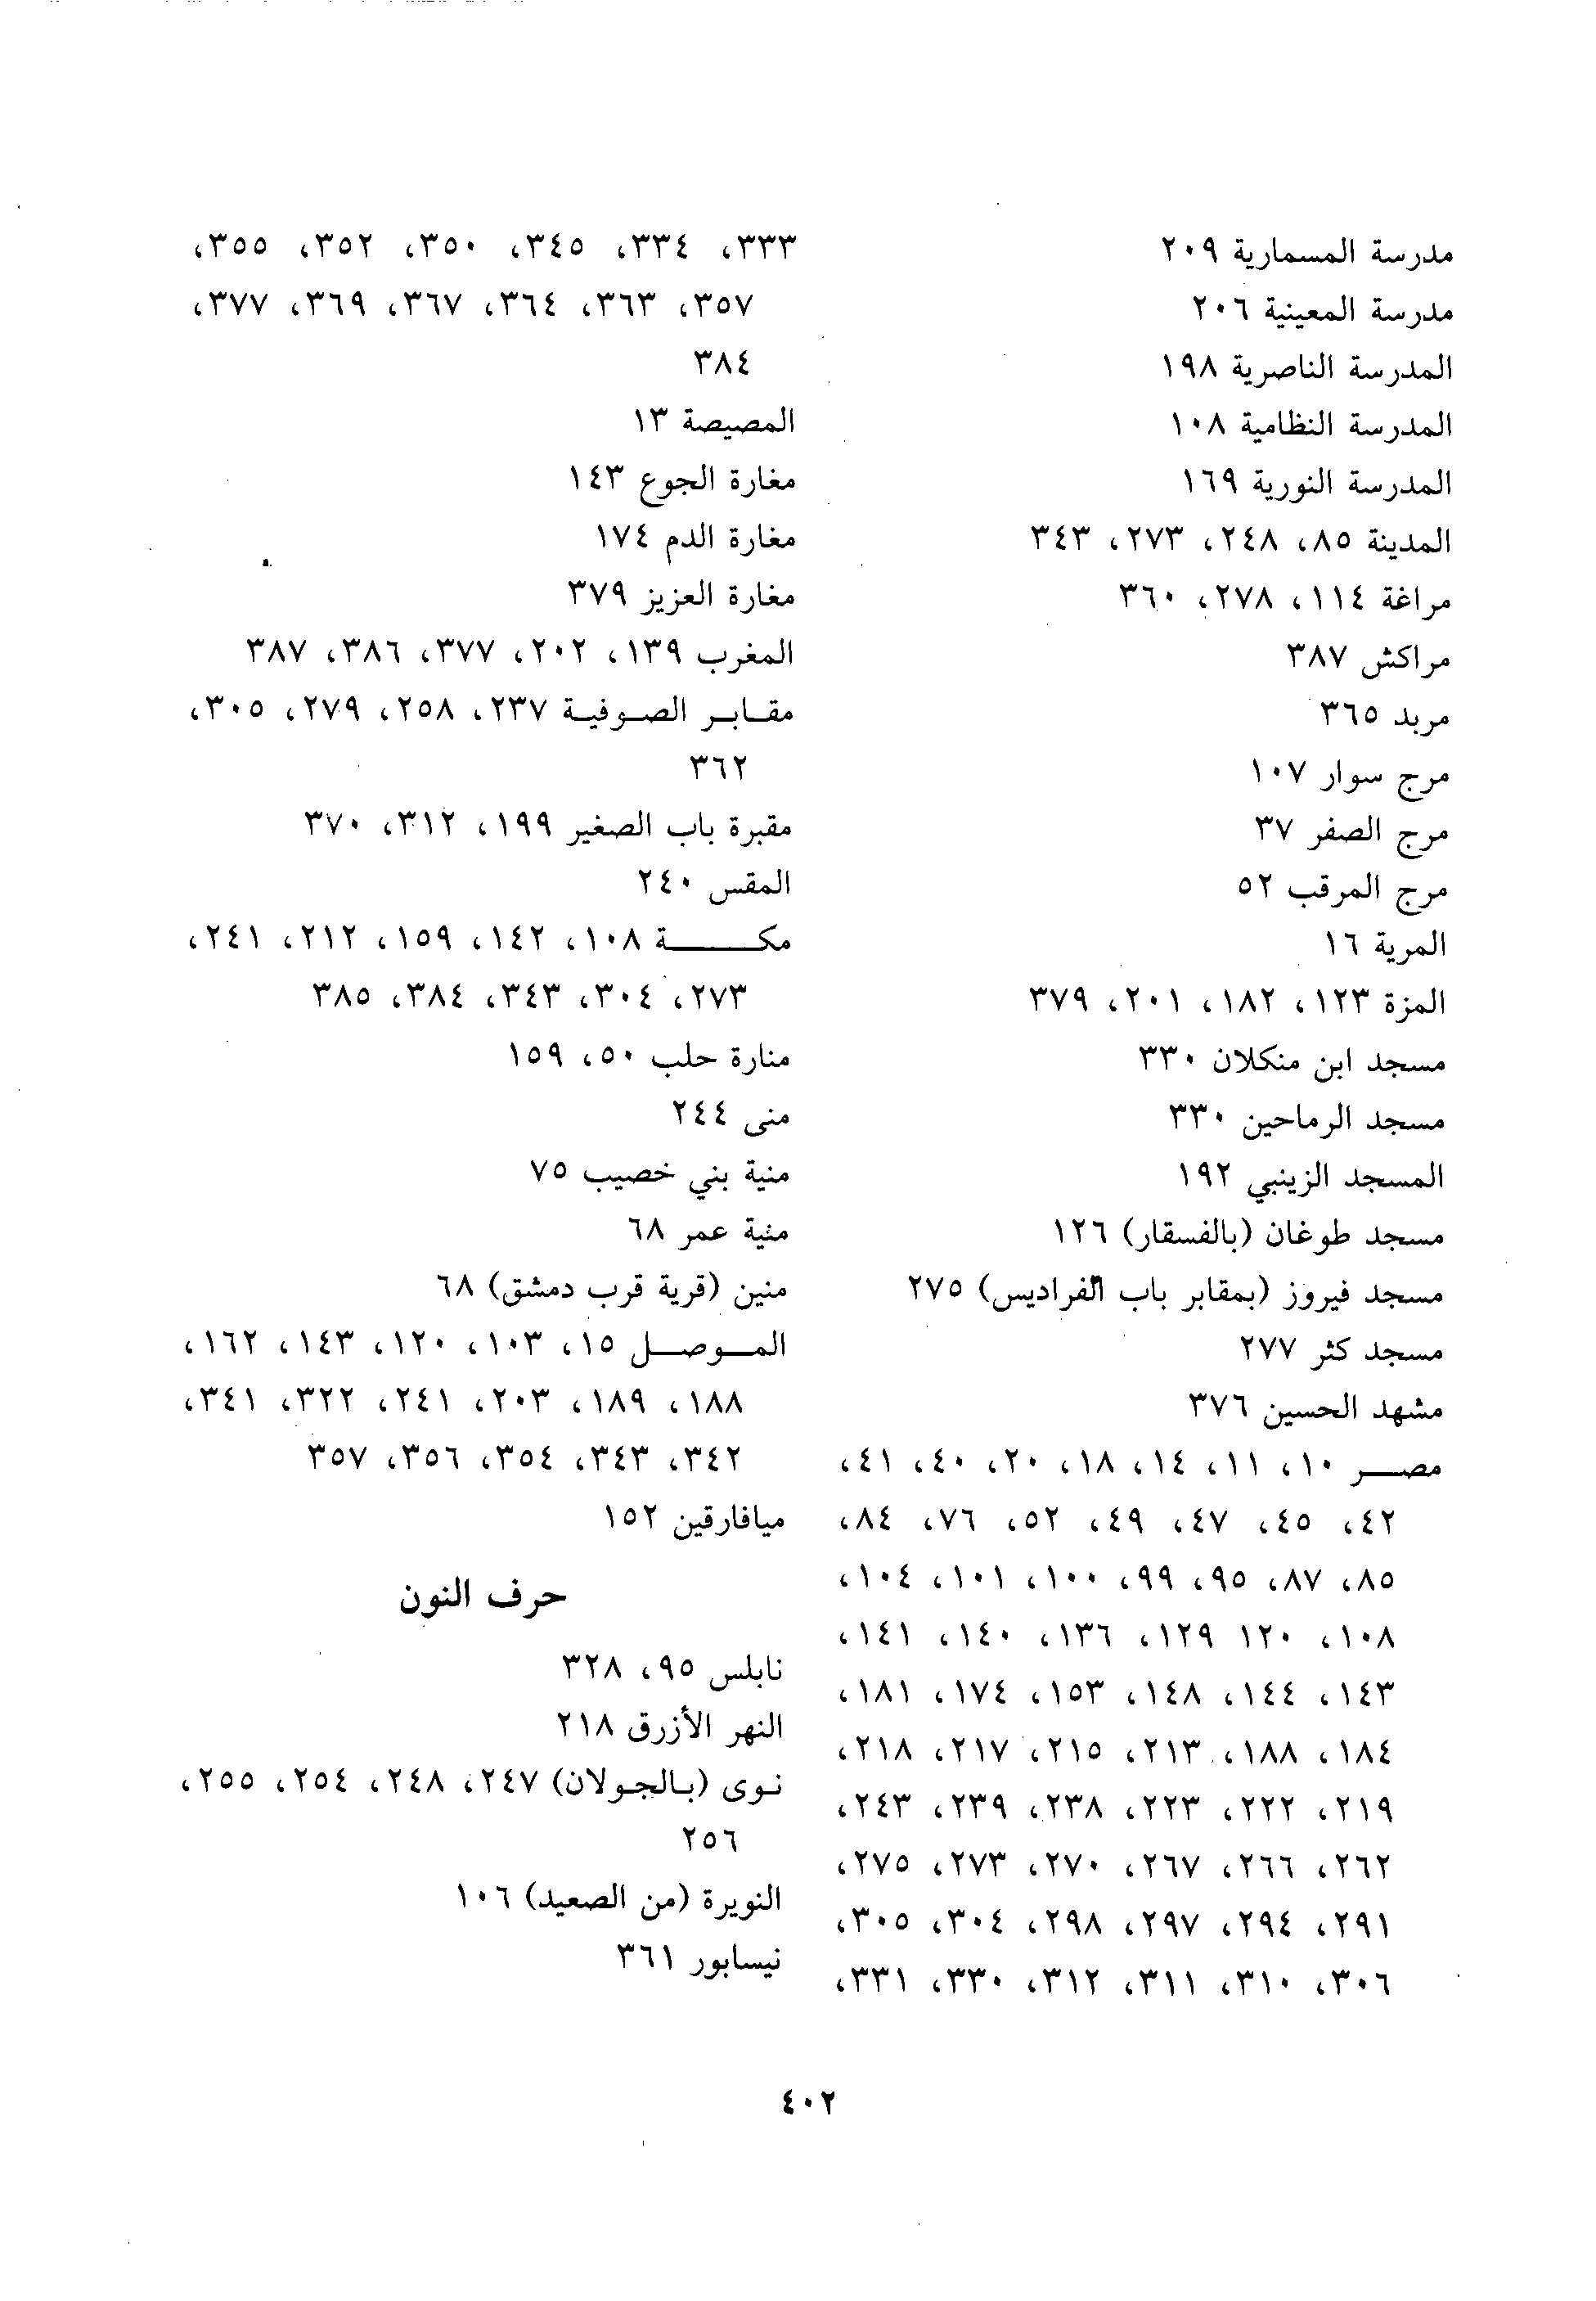 مدرسة المسمارية ٢٠٩
مدرسة المعينية ٢٠٦
المدرسة الناصرية ١٩٨
المدرسة النظامية ١٠٨
المدرسة النورية ١٦٩
المدينة ٨٥، ٢٤٨، ٢٧٣، ٣٤٣
مراغة ١١٤، ٢٧٨، ٣٦٠
مراكش ٣٨٧
مربد ٣٦٥
مرج سوار ١٠٧
مرج الصفر ٣٧
مرج المرقب ٥٢
المرية ١٦
المزة ١٢٣، ١٨٢، ٢٠١، ٣٧٩
مسجد ابن منكلان ٣٣٠
مسجد الرماحين ٣٣٠
المسجد الزينبي ١٩٢
مسجد طوغان (بالفسقار) ١٢٦
مسجد فيروز (بمقابر باب الفراديس) ٢٧٥
مسجد كثر ٢٧٧
مشهد الحسين ٣٧٦
مصر ١٠، ١١، ١٤، ١٨، ٢٠، ٤٠، ٤١،
٤٢، ٤٥، ٤٧، ٤٩، ٥٢، ٧٦، ٨٤،
٨٥، ٨٧، ٩٥، ٩٩، ١٠٠، ١٠١، ١٠٤،
١٠٨، ١٢٠ ١٢٩، ١٣٦، ١٤٠، ١٤١،
١٤٣، ١٤٤، ١٤٨، ١٥٣، ١٧٤، ١٨١،
١٨٤، ١٨٨، ٢١٣، ٢١٥، ٢١٧، ٢١٨،
٢١٩، ٢٢٢، ٢٢٣، ٢٣٨، ٢٣٩، ٢٤٣،
٢٦٢، ٢٦٦، ٢٦٧، ٢٧٠، ٢٧٣، ٢٧٥،
٢٩١، ٢٩٤، ٢٩٧، ٢٩٨، ٣٠٤، ٣٠٥،
٣٠٦، ٣١٠، ٣١١، ٣١٢، ٣٣٠، ٣٣١،
٣٣٣، ٣٣٤، ٣٤٥، ٣٥٠، ٣٥٢، ٣٥٥،
٣٥٧، ٣٦٣، ٣٦٤، ٣٦٧، ٣٦٩، ٣٧٧،
٣٨٤
المصيصة ١٣
مغارة الجوع ١٤٣
مغارة الدم ١٧٤
مغارة العزيز ٣٧٩
المغرب ١٣٩، ٢٠٢، ٣٧٧، ٣٨٦، ٣٨٧
مقابر الصوفية ٢٣٧، ٢٥٨، ٢٧٩، ٣٠٥،
٣٦٢
مقبرة باب الصغير ١٩٩، ٣١٢، ٣٧٠
المقس ٢٤٠
مكة ١٠٨، ١٤٢، ١٥٩، ٢١٢، ٢٤١،
٢٧٣، ٣٠٤، ٣٤٣، ٣٨٤، ٣٨٥
منارة حلب ٥٠، ١٥٩
منى ٢٤٤
منية بني خصيب ٧٥
منية عمر ٦٨
منين (قرية قرب دمشق) ٦٨
الموصل ١٥، ١٠٣، ١٢٠، ١٤٣، ١٦٢،
١٨٨، ١٨٩، ٢٠٣، ٢٤١، ٣٢٢، ٣٤١،
٣٤٢، ٣٤٣، ٣٥٤، ٣٥٦، ٣٥٧
ميافارقين ١٥٢
حرف النون
نابلس ٩٥، ٣٢٨
النهر الأزرق ٢١٨
نوى (بالجولان) ٢٤٧، ٢٤٨، ٢٥٤، ٢٥٥،
٢٥٦
النويرة (من الصعيد) ١٠٦
نيسابور ٣٦١
٤٠٢